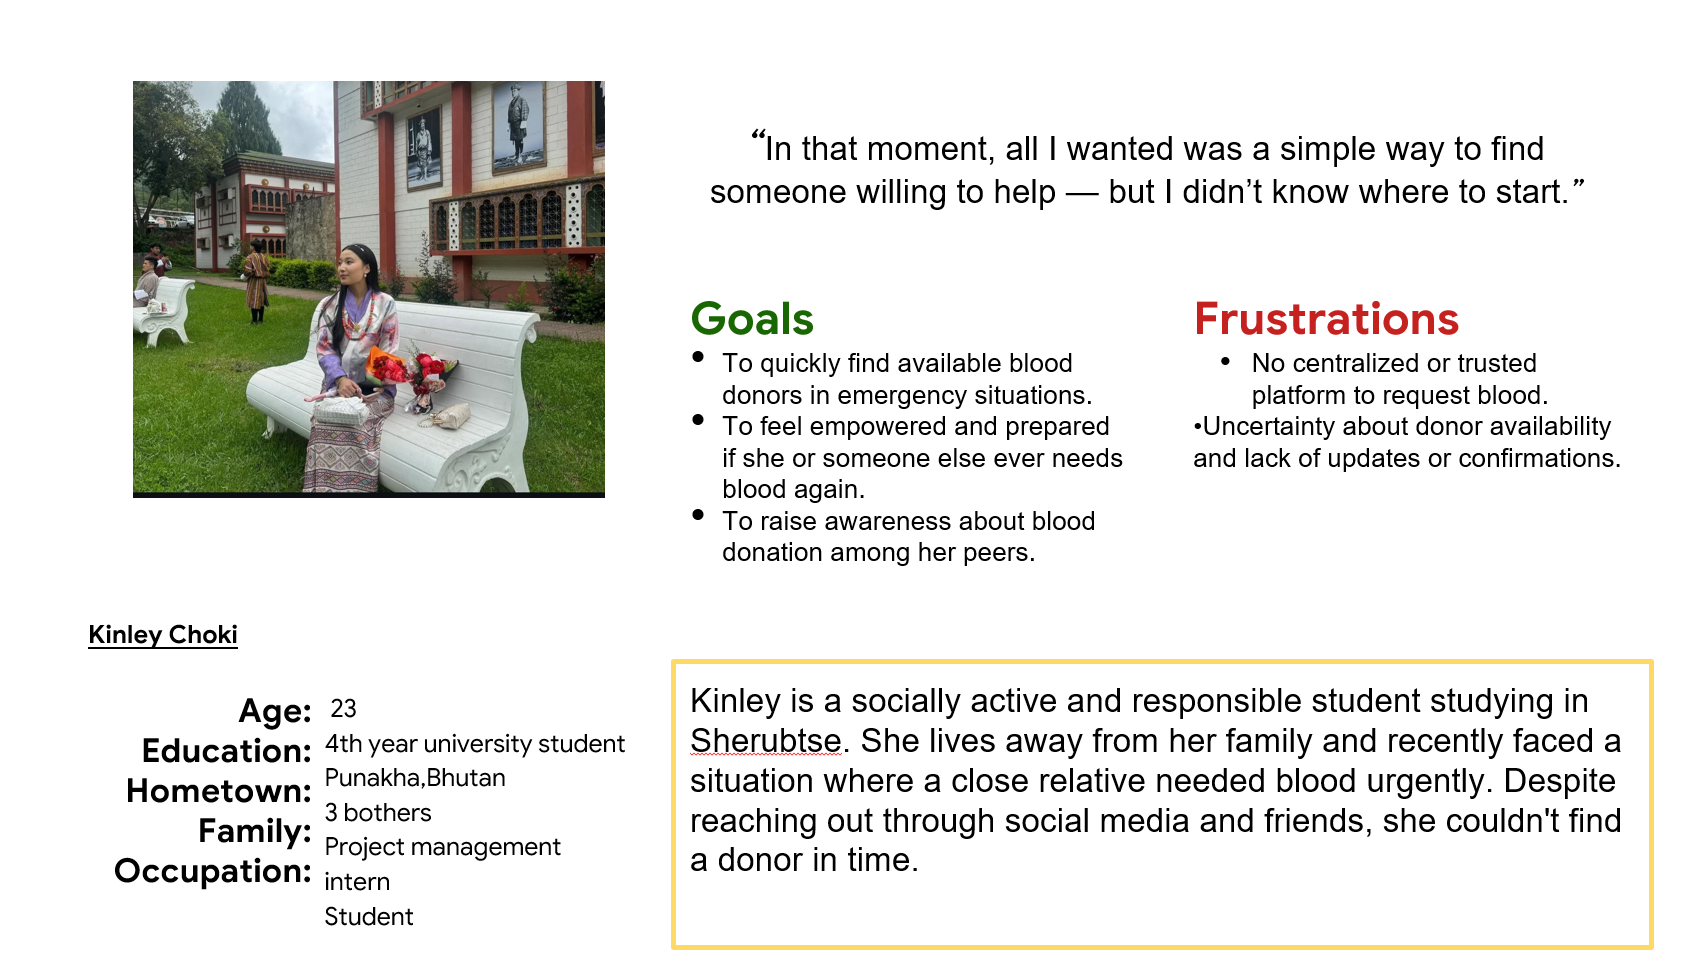 “In that moment, all I wanted was a simple way to find
someone willing to help — but I didn’t know where to start.”
Goals
• To quickly find available blood
donors in emergency situations.
• To feel empowered and prepared
if she or someone else ever needs
blood again.
• To raise awareness about blood
donation among her peers.
Frustrations
• No centralized or trusted
platform to request blood.
•Uncertainty about donor availability
and lack of updates or confirmations.
Kinley Choki
Age: 23
Education: 4th year university student
Hometown: Punakha,Bhutan
Family: 3 bothers
Occupation: Project management
intern
Student
Kinley is a socially active and responsible student studying in
Sherubtse. She lives away from her family and recently faced a
situation where a close relative needed blood urgently. Despite
reaching out through social media and friends, she couldn't find
a donor in time.